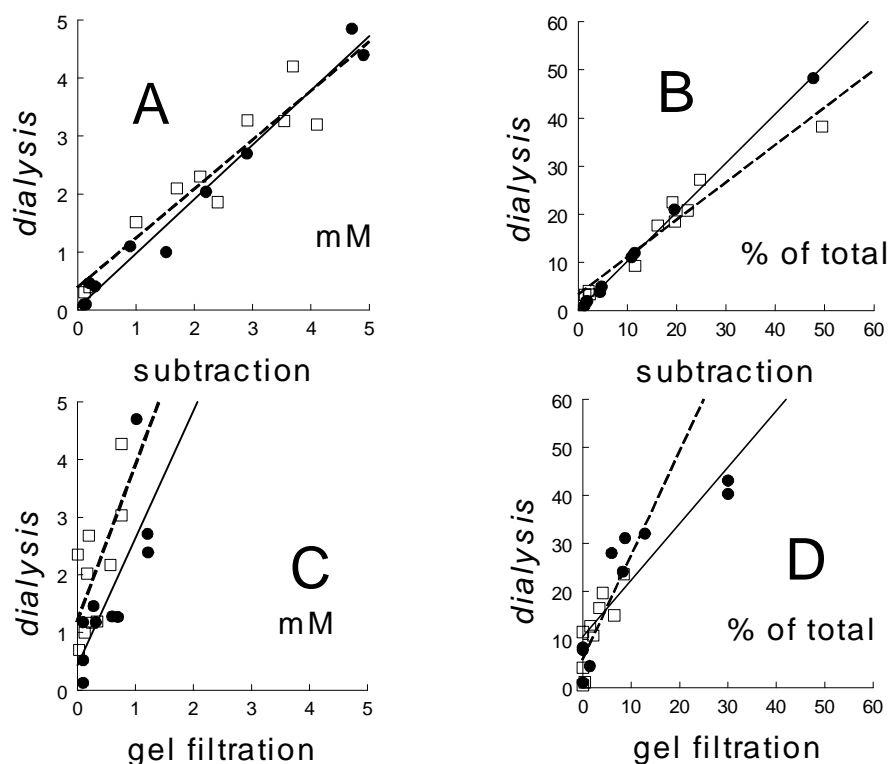 5
4
3
2
1
0
dialysis
A
mM
0 1 2 3 4 5
subtraction
60
50
40
30
20
10
0
dialysis
B
% of total
0 10 20 30 40 50 60
subtraction
5
4
3
2
1
0
dialysis
C
mM
0 1 2 3 4 5
gel filtration
60
50
40
30
20
10
0
dialysis
D
% of total
0 10 20 30 40 50 60
gel filtration